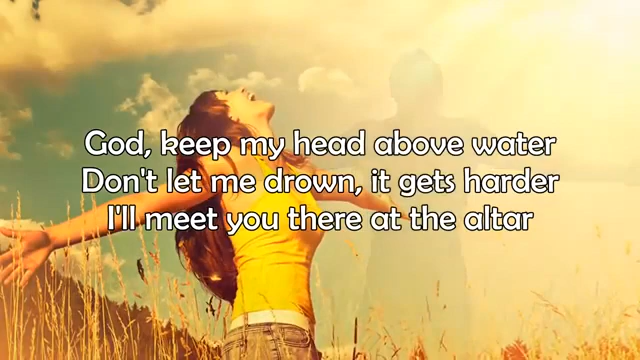 God, keep my head above water
Don't let me drown, it gets harder
I'll meet you there at the altar